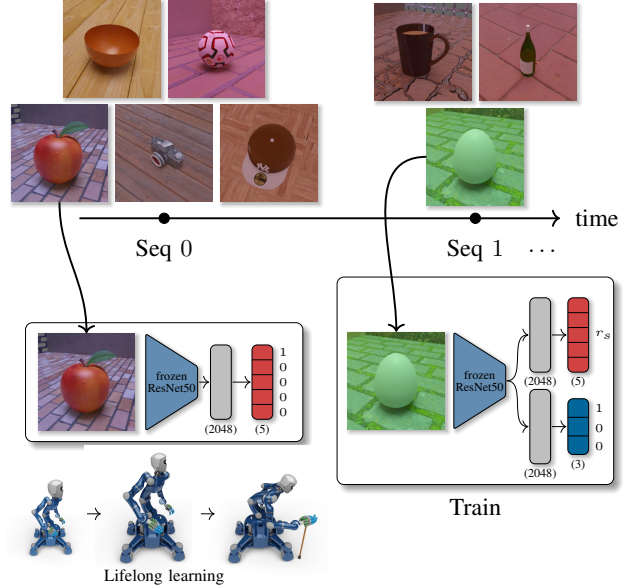 time
Seq 0
Seq 1 ...
frozen
ResNet50
(2048)
(5)
1
0
0
0
0
frozen
ResNet50
(2048)
(5)
r_s
(2048)
(3)
1
0
0
Train
Lifelong learning